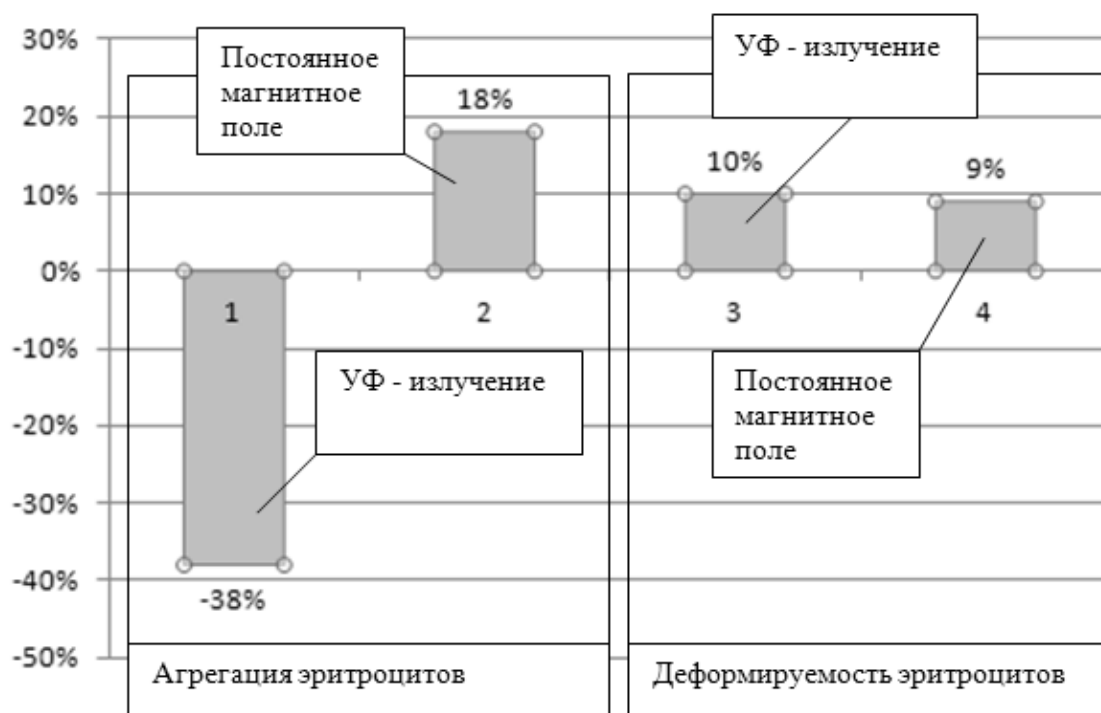 30%
20%
10%
0%
-10%
-20%
-30%
-40%
-50%
Постоянное
магнитное
поле
18%
1
2
УФ - излучение
-38%
Агрегация эритроцитов
УФ - излучение
10%
9%
3
4
Постоянное
магнитное
поле
Деформируемость эритроцитов